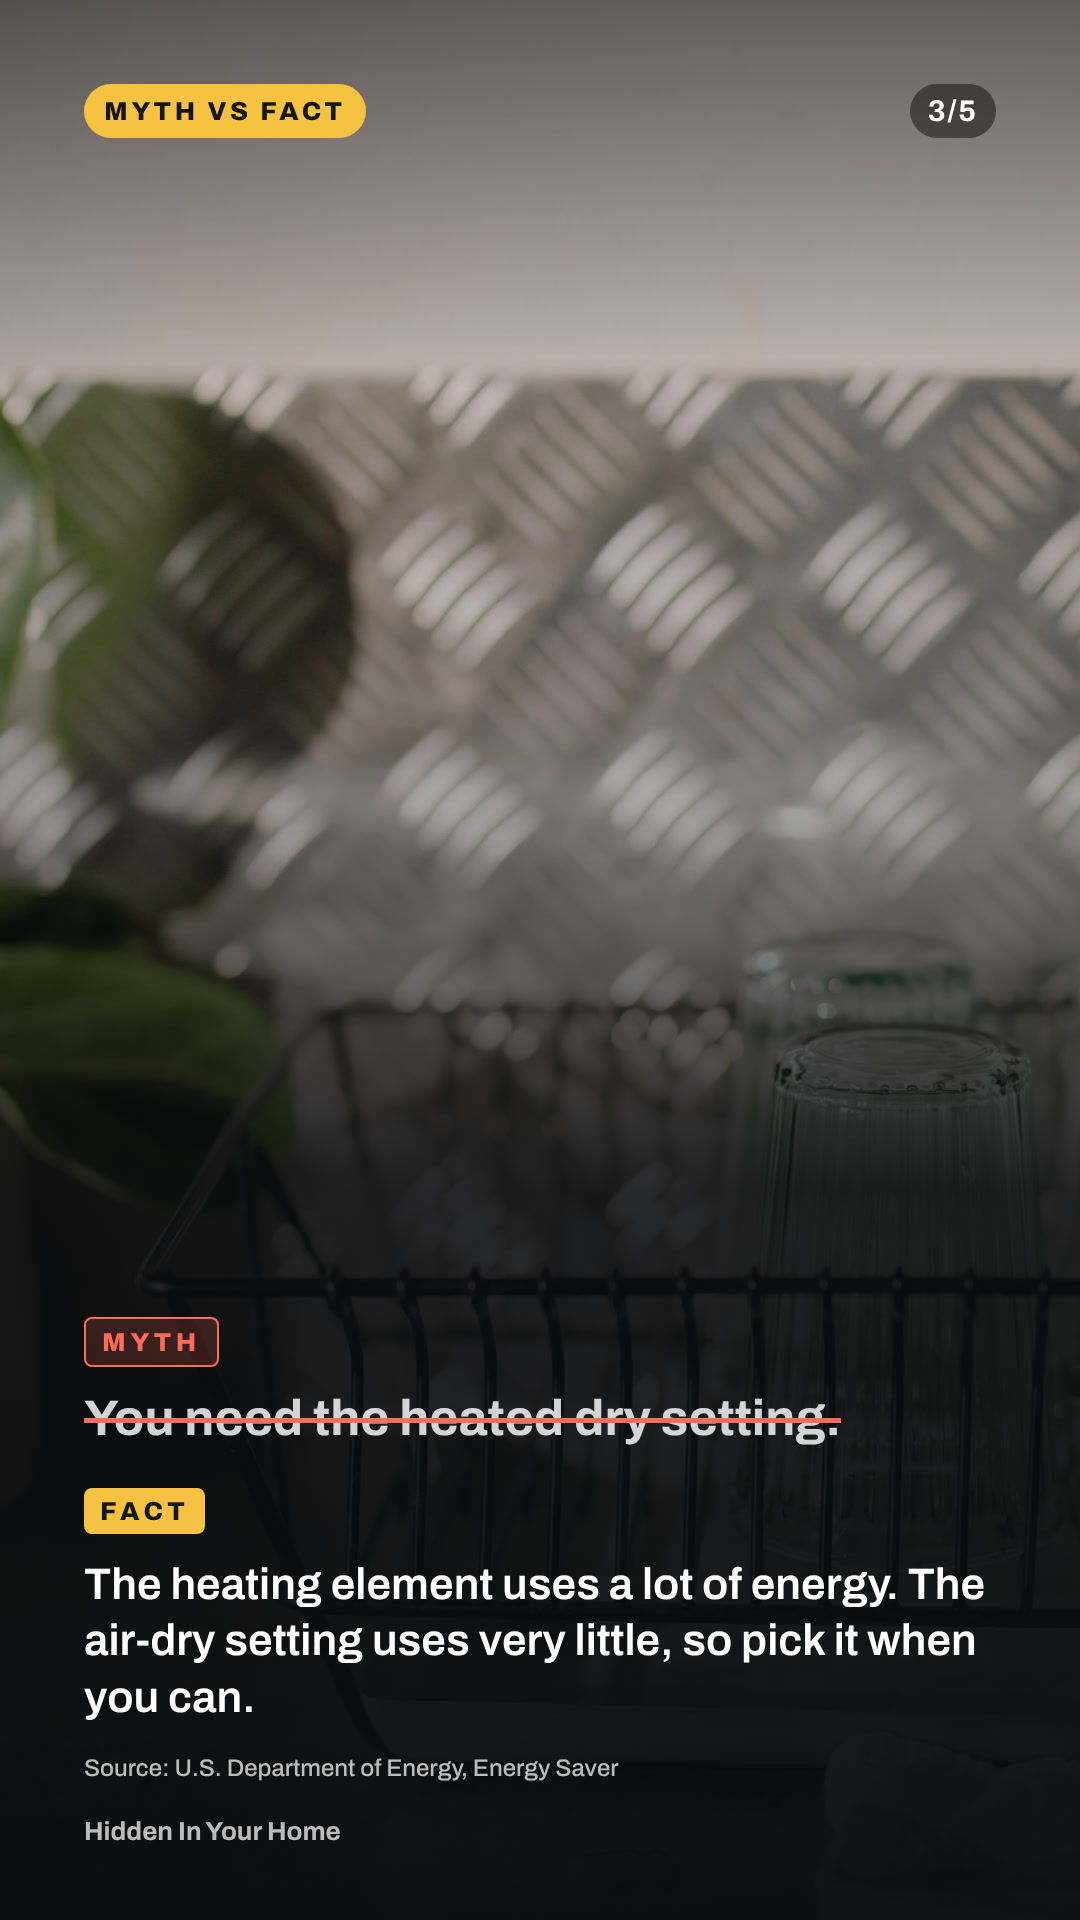 MYTH VS FACT
3/5
MYTH
You need the heated dry setting.
FACT
The heating element uses a lot of energy. The
air-dry setting uses very little, so pick it when
you can.
Source: U.S. Department of Energy, Energy Saver
Hidden In Your Home